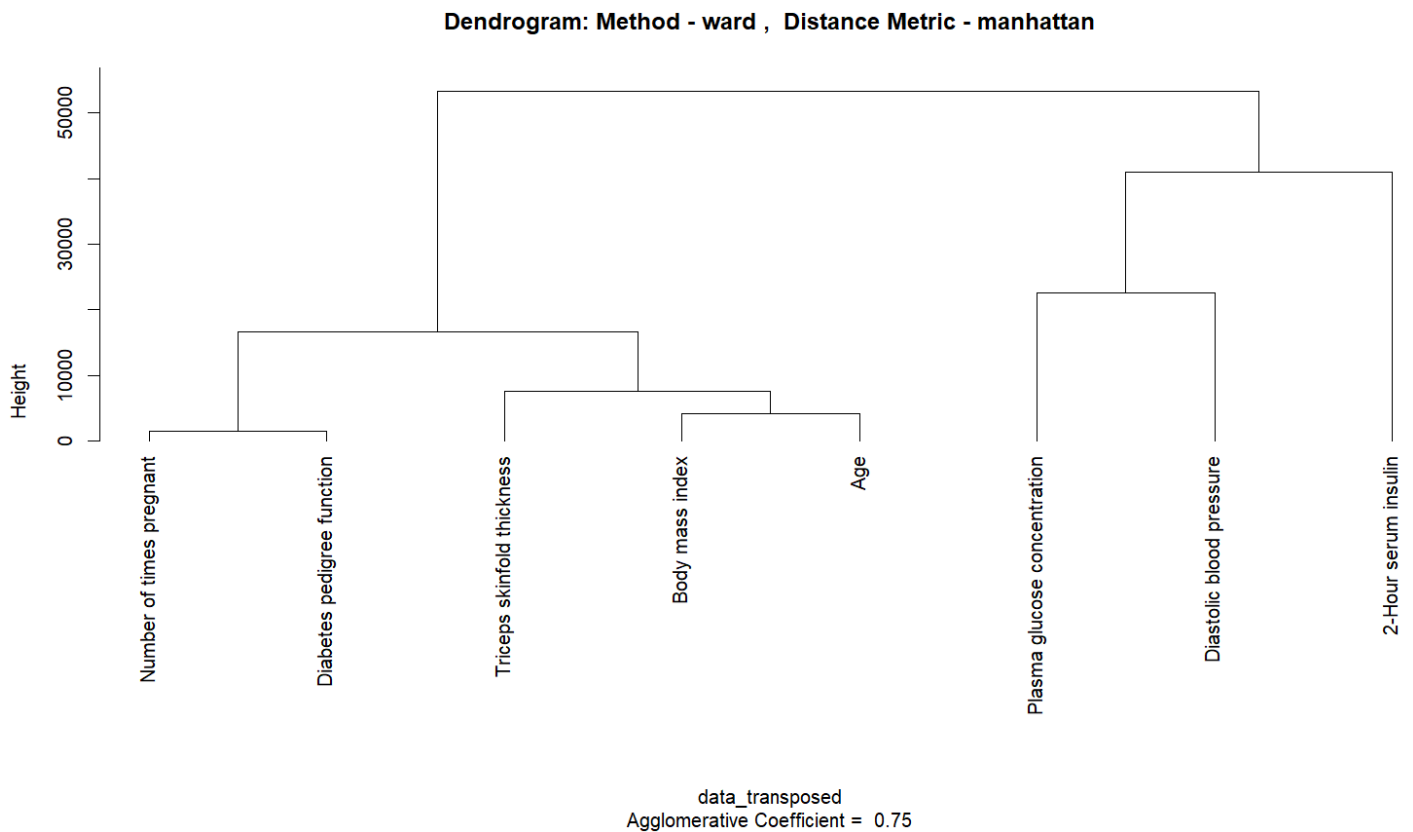 Dendrogram: Method - ward ,  Distance Metric - manhattan
Height
50000
30000
10000
0
Number of times pregnant
Diabetes pedigree function
Triceps skinfold thickness
Body mass index
Age
Plasma glucose concentration
Diastolic blood pressure
2-Hour serum insulin
data_transposed
Agglomerative Coefficient =  0.75